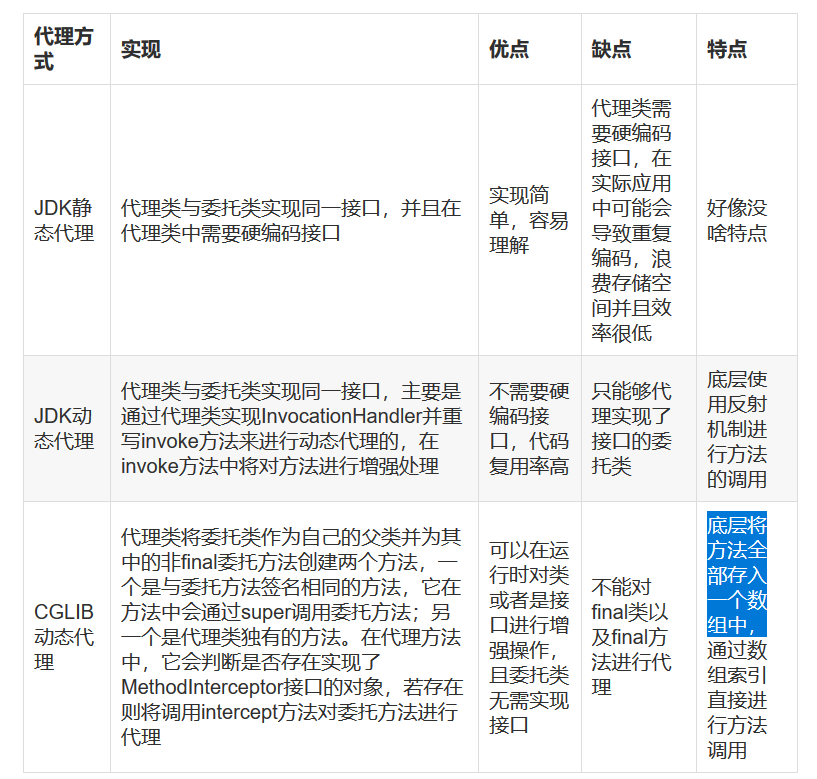 代理方
式
实现
优点
缺点
特点
JDK静
态代理
代理类与委托类实现同一接口，并且在
代理类中需要硬编码接口
实现简
单，容易
理解
代理类需
要硬编码
接口，在
实际应用
中可能会
导致重复
编码，浪
费存储空
间并且效
率很低
好像没
啥特点
JDK动
态代理
代理类与委托类实现同一接口，主要是
通过代理类实现InvocationHandler并重
写invoke方法来进行动态代理的，在
invoke方法中将对方法进行增强处理
不需要硬
编码接
口，代码
复用率高
只能够代
理实现了
接口的委
托类
底层使
用反射
机制进
行方法
的调用
CGLIB
动态代
理
代理类将委托类作为自己的父类并为其
中的非final委托方法创建两个方法，一
个是与委托方法签名相同的方法，它在
方法中会通过super调用委托方法；另
一个是代理类独有的方法。在代理方法
中，它会判断是否存在实现了
MethodInterceptor接口的对象，若存在
则将调用intercept方法对委托方法进行
代理
可以在运
行时对类
或者是接
口进行增
强操作，
且委托类
无需实现
接口
不能对
final类以
及final方
法进行代
理
底层将
方法全
部存入
一个数
组中，
通过数
组索引
直接进
行方法
调用